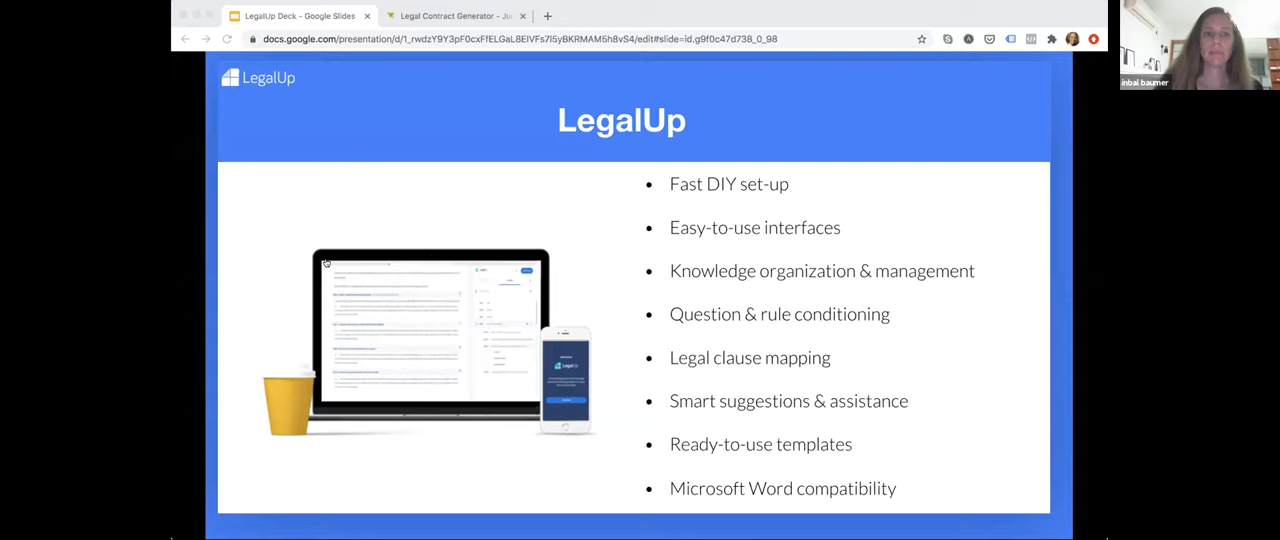 LegalUp Deck - Google Slides
Legal Contract Generator - Ju
docs.google.com/presentation/d/1_rwdzY9Y3pF0cxFfELGaL8EIVFs7l5yBKRMAM5h8vS4/edit#slide=id.g9f0c47d738_0_98
inbal baumer
LegalUp
LegalUp
Fast DIY set-up
Easy-to-use interfaces
Knowledge organization & management
Question & rule conditioning
Legal clause mapping
Smart suggestions & assistance
Ready-to-use templates
Microsoft Word compatibility
LegalUp